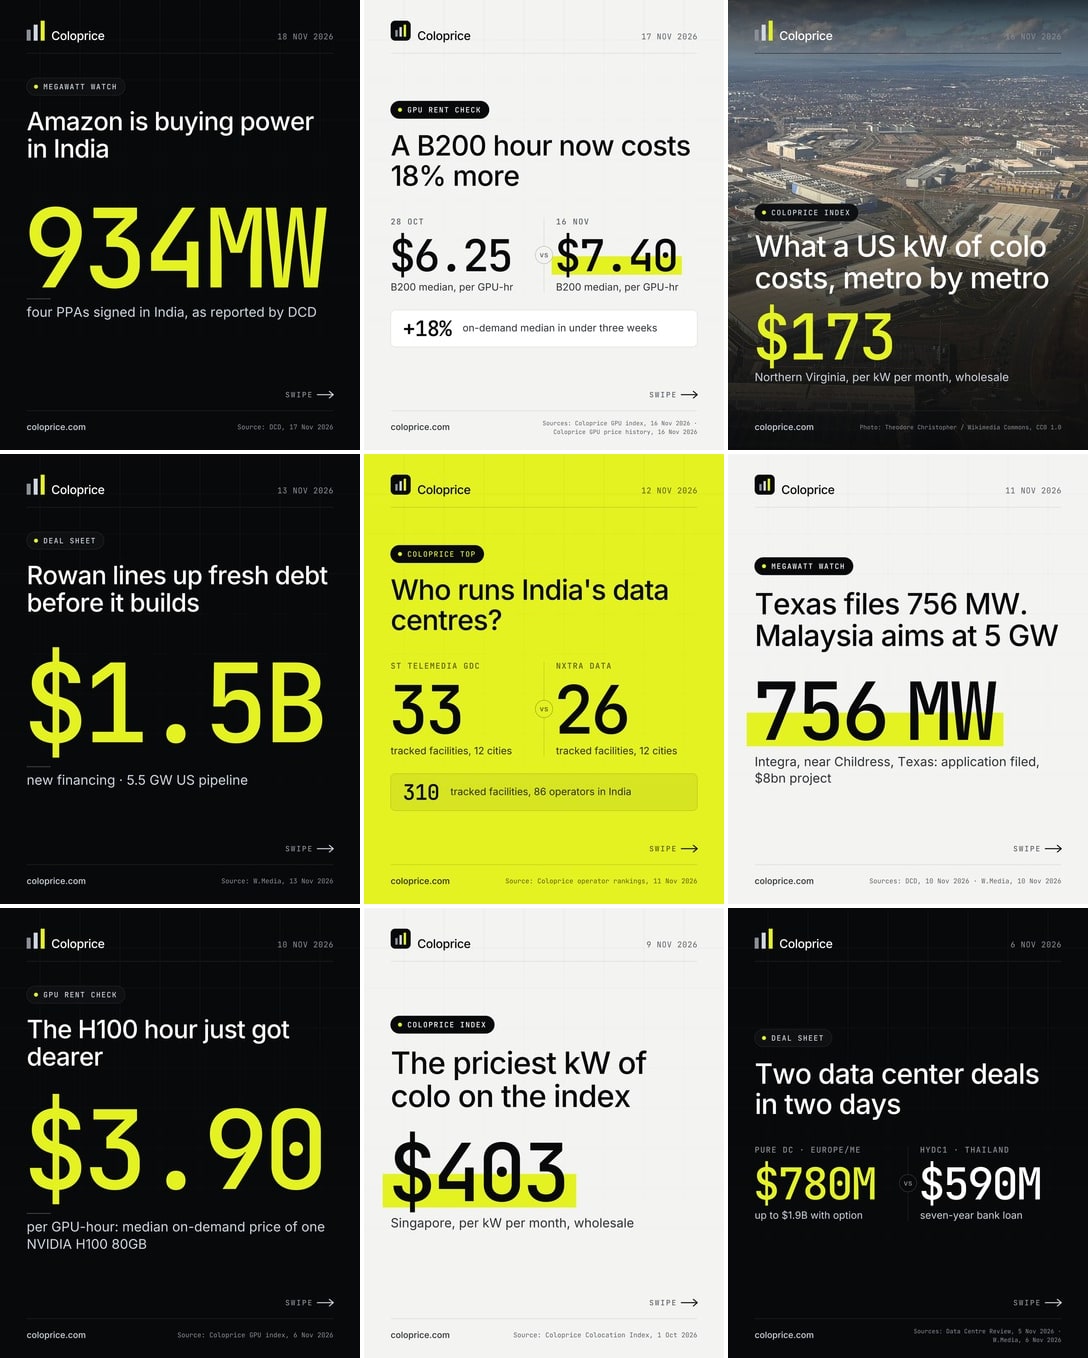 Coloprice
18 NOV 2026
MEGAWATT WATCH
Amazon is buying power
in India
934MW
four PPAs signed in India, as reported by DCD
SWIPE
coloprice.com
Source: DCD, 17 Nov 2026
Coloprice
17 NOV 2026
GPU RENT CHECK
A B200 hour now costs
18% more
28 OCT
$6.25
B200 median, per GPU-hr
VS
16 NOV
$7.40
B200 median, per GPU-hr
+18% on-demand median in under three weeks
SWIPE
coloprice.com
Sources: Coloprice GPU index, 16 Nov 2026 ·
Coloprice GPU price history, 16 Nov 2026
Coloprice
16 NOV 2026
COLOPRICE INDEX
What a US kW of colo
costs, metro by metro
$173
Northern Virginia, per kW per month, wholesale
coloprice.com
Photo: Theodore Christopher / Wikimedia Commons, CC0 1.0
Coloprice
13 NOV 2026
DEAL SHEET
Rowan lines up fresh debt
before it builds
$1.5B
new financing · 5.5 GW US pipeline
SWIPE
coloprice.com
Source: W.Media, 13 Nov 2026
Coloprice
12 NOV 2026
COLOPRICE TOP
Who runs India's data
centres?
ST TELEMEDIA GDC
33
tracked facilities, 12 cities
VS
NXTRA DATA
26
tracked facilities, 12 cities
310 tracked facilities, 86 operators in India
SWIPE
coloprice.com
Source: Coloprice operator rankings, 11 Nov 2026
Coloprice
11 NOV 2026
MEGAWATT WATCH
Texas files 756 MW.
Malaysia aims at 5 GW
756 MW
Integra, near Childress, Texas: application filed,
$8bn project
SWIPE
coloprice.com
Sources: DCD, 10 Nov 2026 · W.Media, 10 Nov 2026
Coloprice
10 NOV 2026
GPU RENT CHECK
The H100 hour just got
dearer
$3.90
per GPU-hour: median on-demand price of one
NVIDIA H100 80GB
SWIPE
coloprice.com
Source: Coloprice GPU index, 6 Nov 2026
Coloprice
9 NOV 2026
COLOPRICE INDEX
The priciest kW of
colo on the index
$403
Singapore, per kW per month, wholesale
SWIPE
coloprice.com
Source: Coloprice Colocation Index, 1 Oct 2026
Coloprice
6 NOV 2026
DEAL SHEET
Two data center deals
in two days
PURE DC · EUROPE/ME
$780M
up to $1.9B with option
VS
HYDC1 · THAILAND
$590M
seven-year bank loan
SWIPE
coloprice.com
Sources: Data Centre Review, 5 Nov 2026 ·
W.Media, 6 Nov 2026